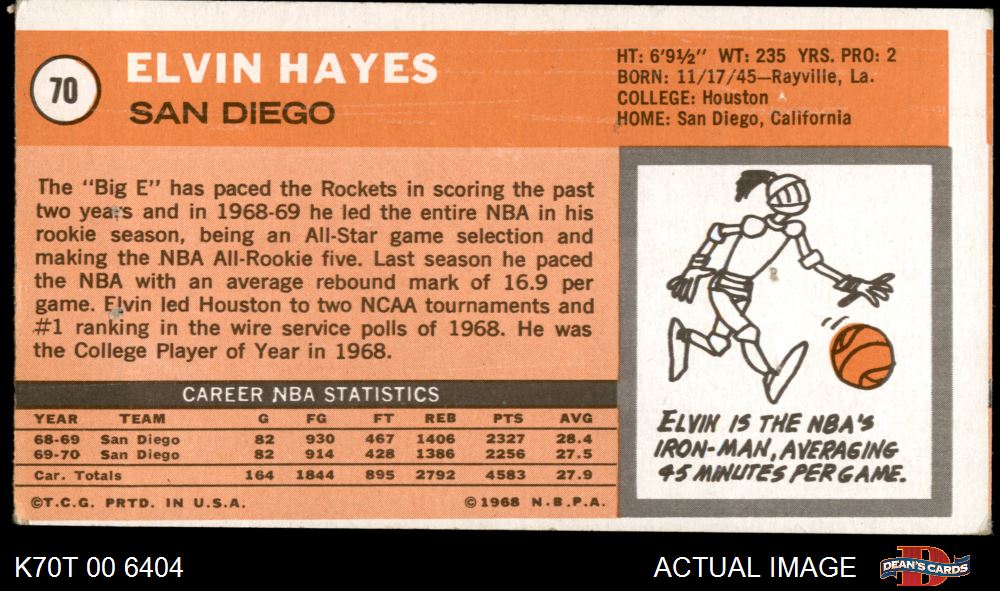 70
ELVIN HAYES
SAN DIEGO
HT: 6'9½" WT: 235 YRS. PRO: 2
BORN: 11/17/45—Rayville, La.
COLLEGE: Houston
HOME: San Diego, California
The "Big E" has paced the Rockets in scoring the past
two years and in 1968-69 he led the entire NBA in his
rookie season, being an All-Star game selection and
making the NBA All-Rookie five. Last season he paced
the NBA with an average rebound mark of 16.9 per
game. Elvin led Houston to two NCAA tournaments and
#1 ranking in the wire service polls of 1968. He was
the College Player of Year in 1968.
CAREER NBA STATISTICS
YEAR TEAM G FG FT REB PTS AVG
68-69 San Diego 82 930 467 1406 2327 28.4
69-70 San Diego 82 914 428 1386 2256 27.5
Car. Totals 164 1844 895 2792 4583 27.9
©T.C.G. PRTD. IN U.S.A. ©1968 N.B.P.A.
ELVIN IS THE NBA'S
IRON-MAN, AVERAGING
45 MINUTES PER GAME.
K70T 00 6404 ACTUAL IMAGE
D
DEAN'S CARDS